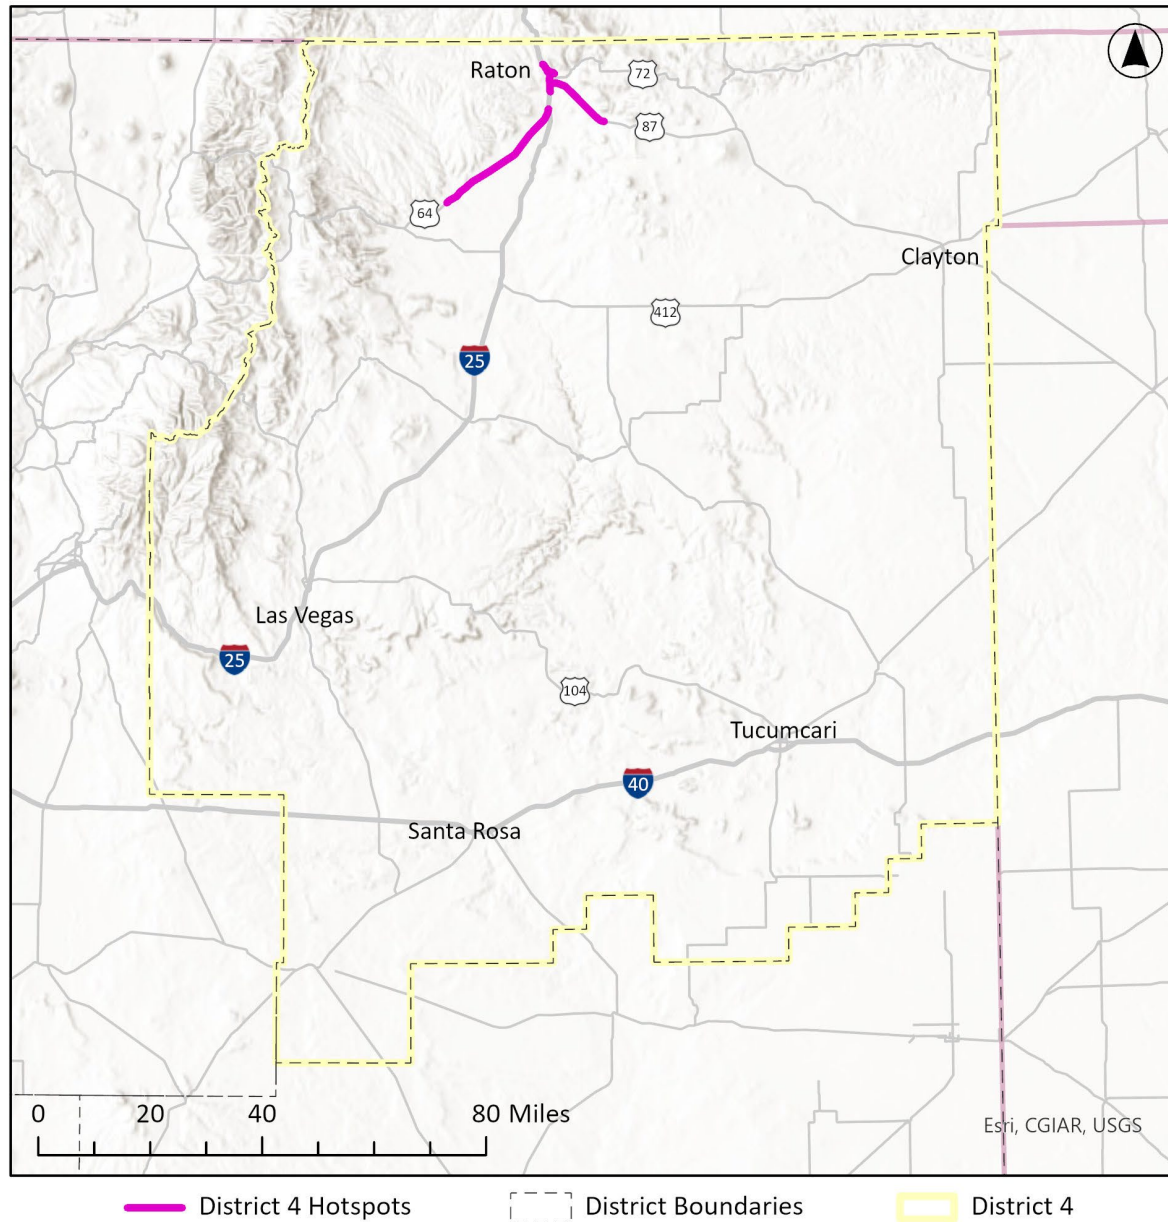 Raton
72
87
64
Clayton
412
25
Las Vegas
25
104
Tucumcari
40
Santa Rosa
0 20 40 80 Miles
Esri, CGIAR, USGS
District 4 Hotspots District Boundaries District 4